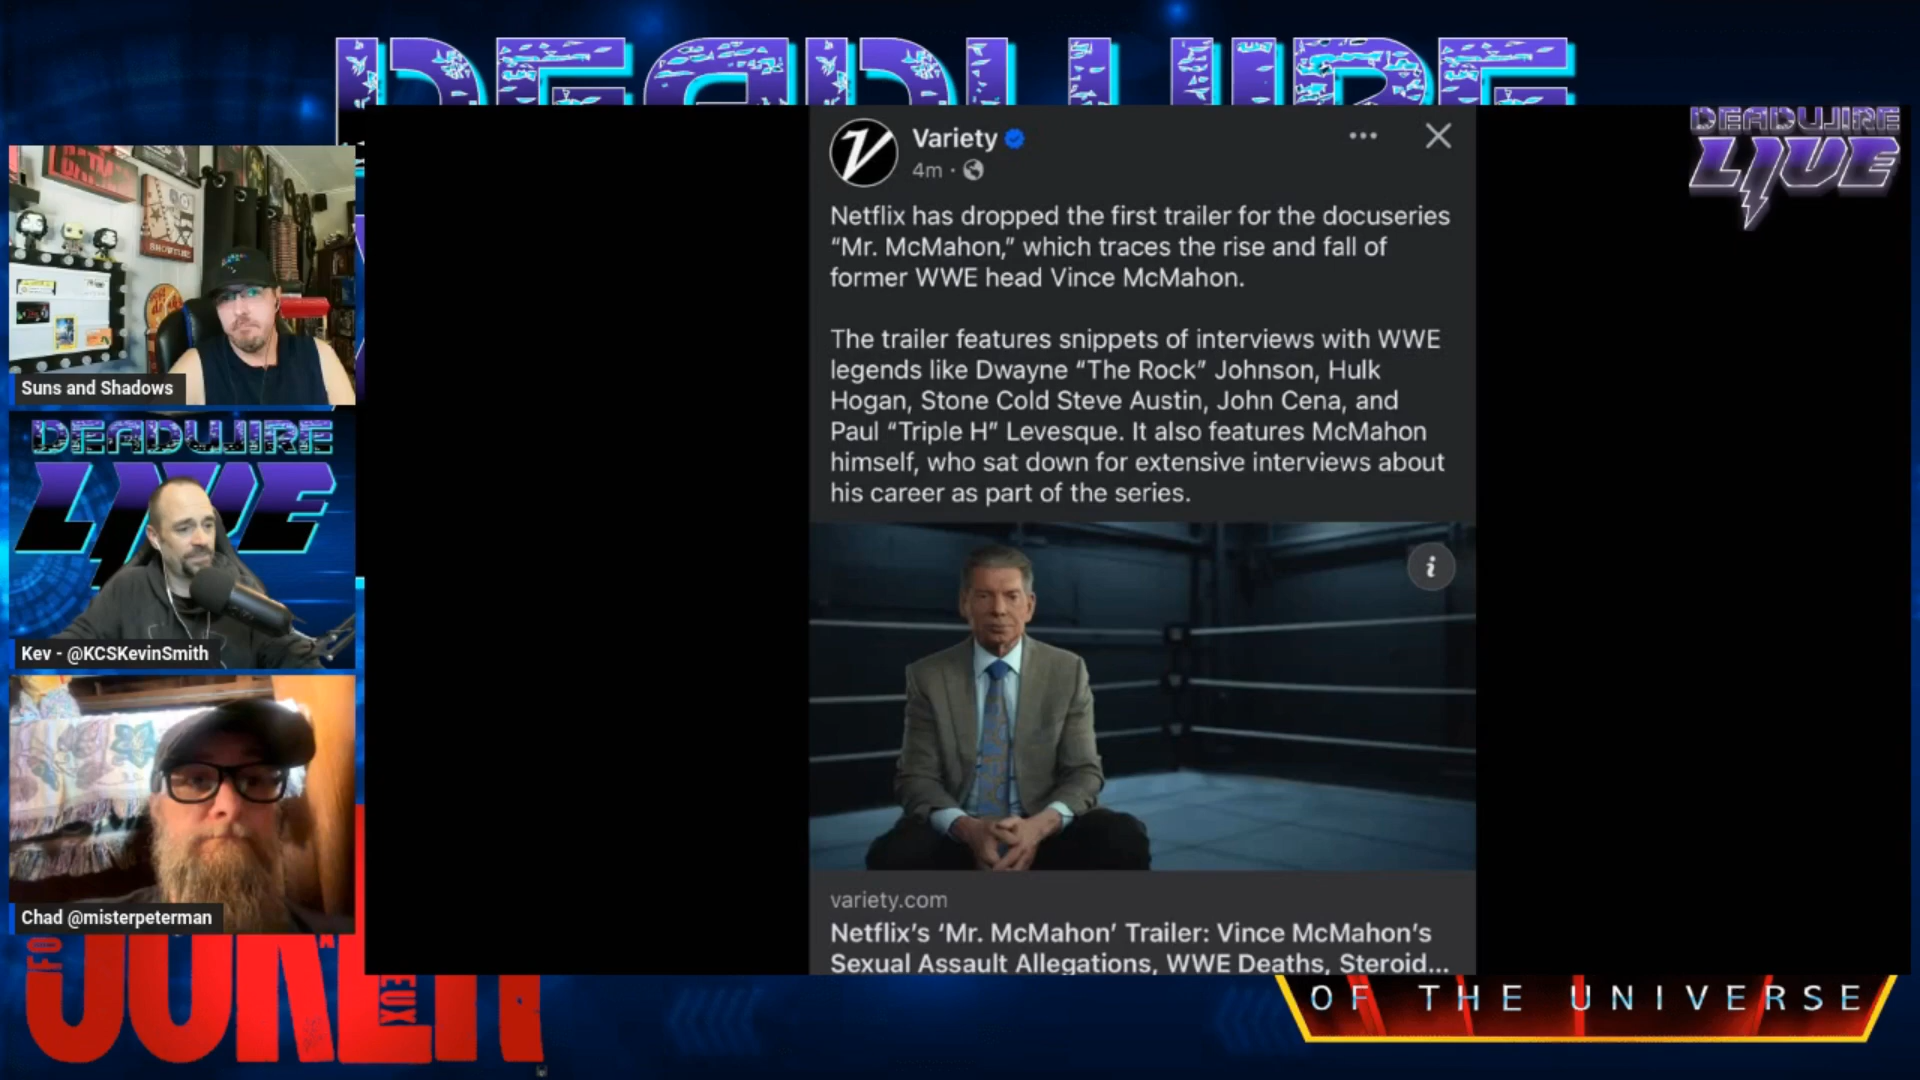 DEADWIRE
DEADWIRE
LIVE
Variety
4m ·
Netflix has dropped the first trailer for the docuseries
“Mr. McMahon,” which traces the rise and fall of
former WWE head Vince McMahon.
The trailer features snippets of interviews with WWE
legends like Dwayne “The Rock” Johnson, Hulk
Hogan, Stone Cold Steve Austin, John Cena, and
Paul “Triple H” Levesque. It also features McMahon
himself, who sat down for extensive interviews about
his career as part of the series.
variety.com
Netflix’s ‘Mr. McMahon’ Trailer: Vince McMahon’s
Sexual Assault Allegations, WWE Deaths, Steroid...
Suns and Shadows
DEADWIRE
LIVE
Kev - @KCSKevinSmith
Chad @misterpeterman
JOKER
EUX
OF THE UNIVERSE